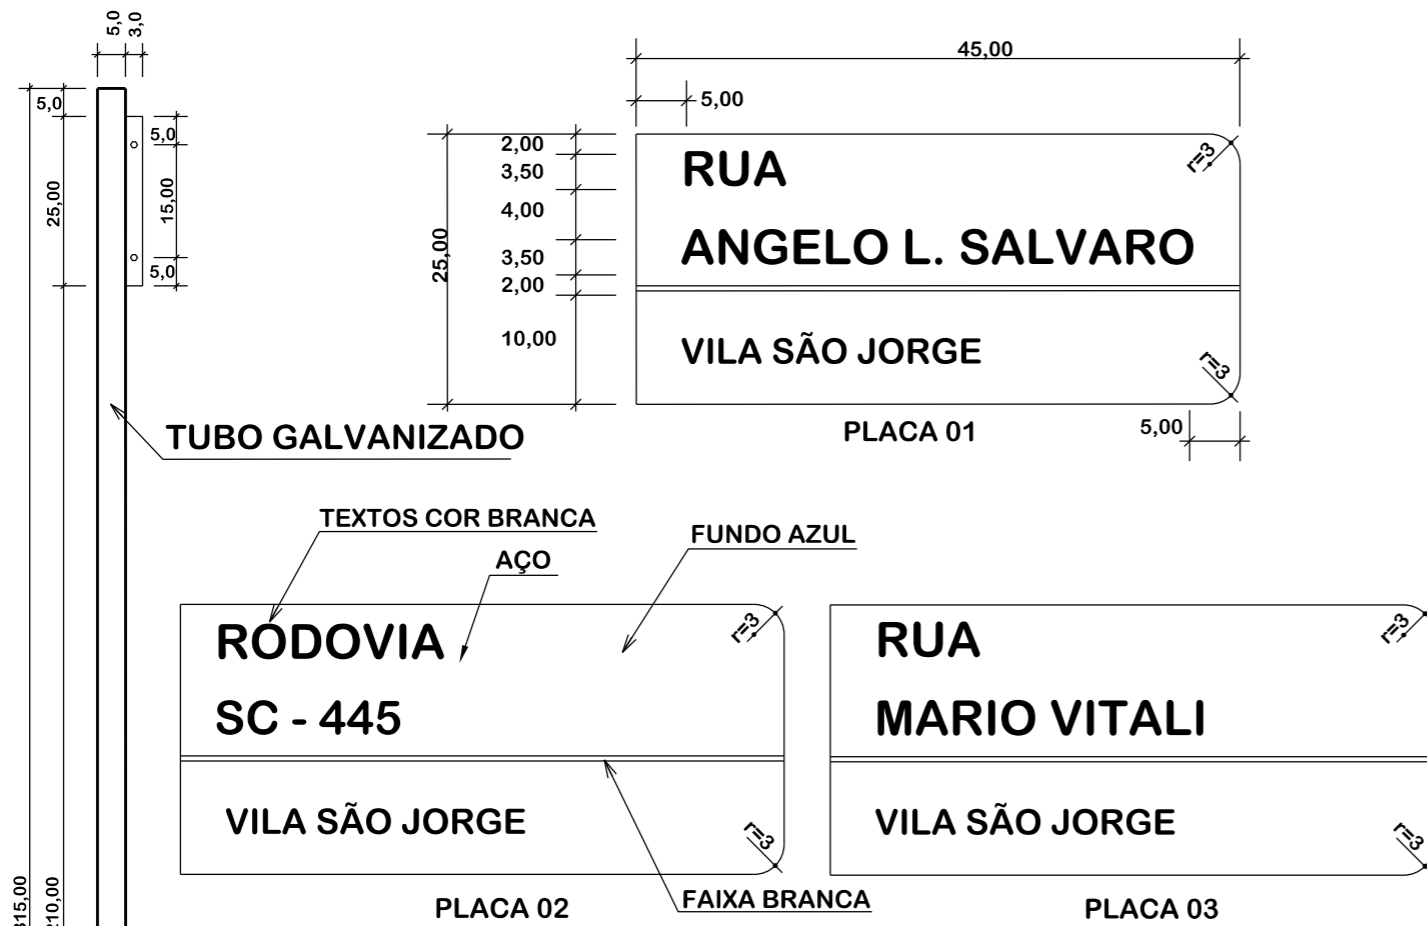 5,0
3,0
5,0
25,00
5,0
15,00
5,0
315,00
210,00
TUBO GALVANIZADO
45,00
5,00
25,00
2,00
3,50
4,00
3,50
2,00
10,00
RUA
ANGELO L. SALVARO
VILA SÃO JORGE
r=3
r=3
PLACA 01
5,00
TEXTOS COR BRANCA
AÇO
FUNDO AZUL
RODOVIA
SC - 445
VILA SÃO JORGE
r=3
r=3
PLACA 02
FAIXA BRANCA
RUA
MARIO VITALI
VILA SÃO JORGE
r=3
r=3
PLACA 03